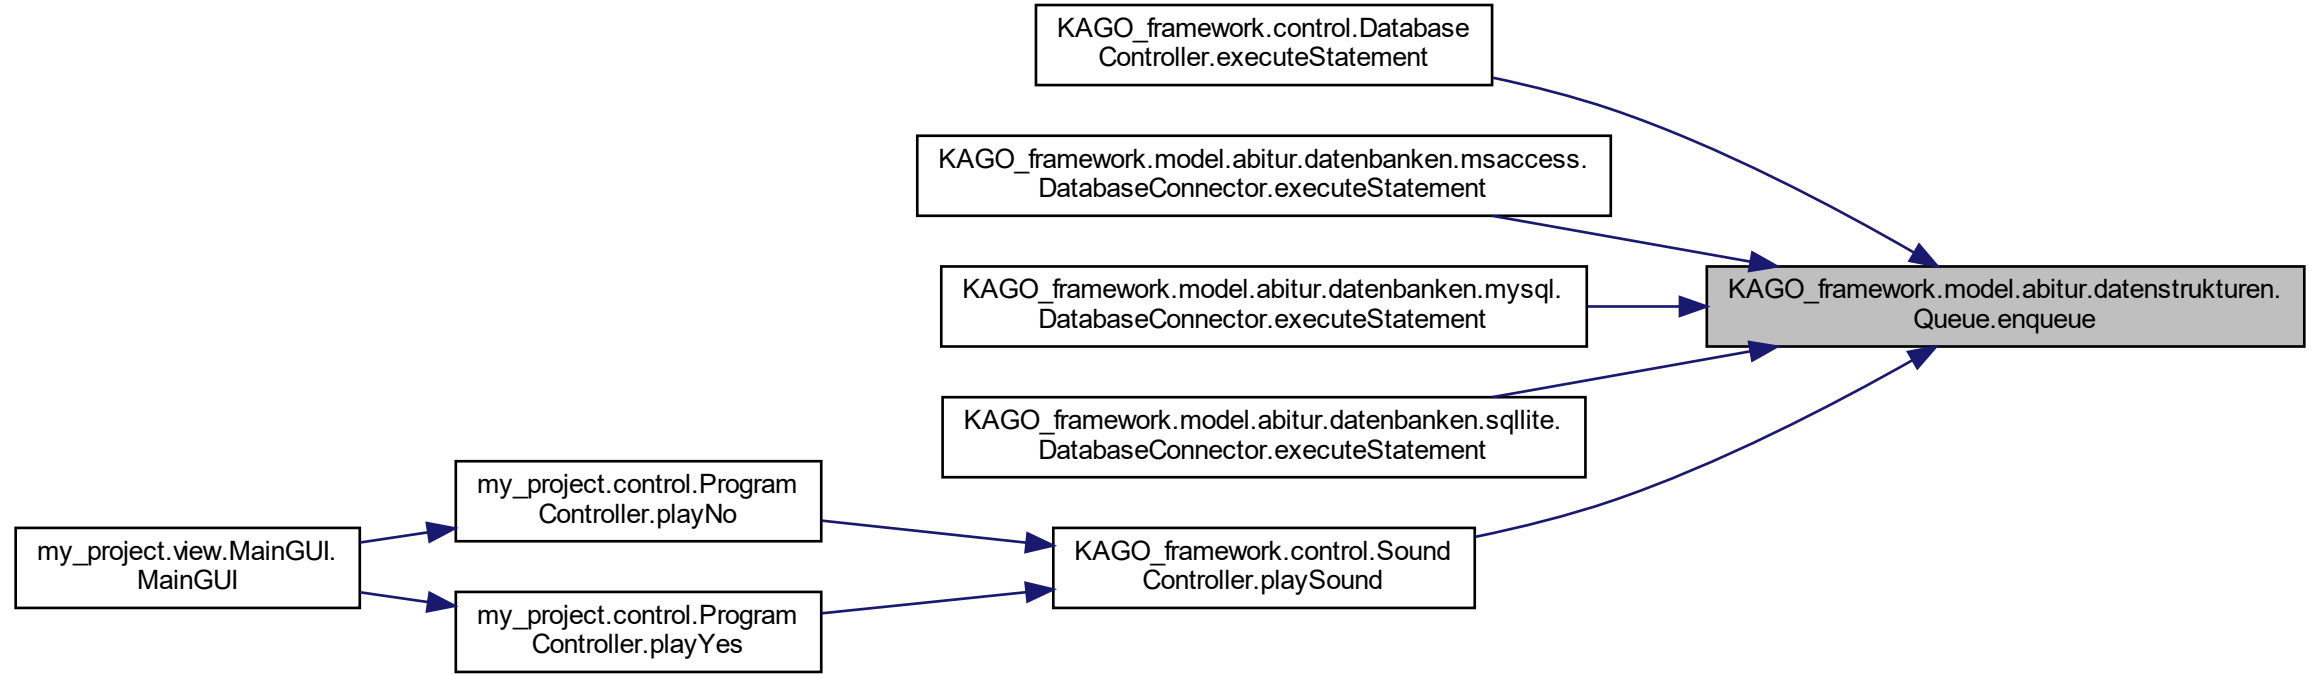 KAGO_framework.control.Database
Controller.executeStatement
KAGO_framework.model.abitur.datenbanken.msaccess.
DatabaseConnector.executeStatement
KAGO_framework.model.abitur.datenbanken.mysql.
DatabaseConnector.executeStatement
KAGO_framework.model.abitur.datenstrukturen.
Queue.enqueue
KAGO_framework.model.abitur.datenbanken.sqllite.
DatabaseConnector.executeStatement
my_project.control.Program
Controller.playNo
my_project.view.MainGUI.
MainGUI
KAGO_framework.control.Sound
Controller.playSound
my_project.control.Program
Controller.playYes